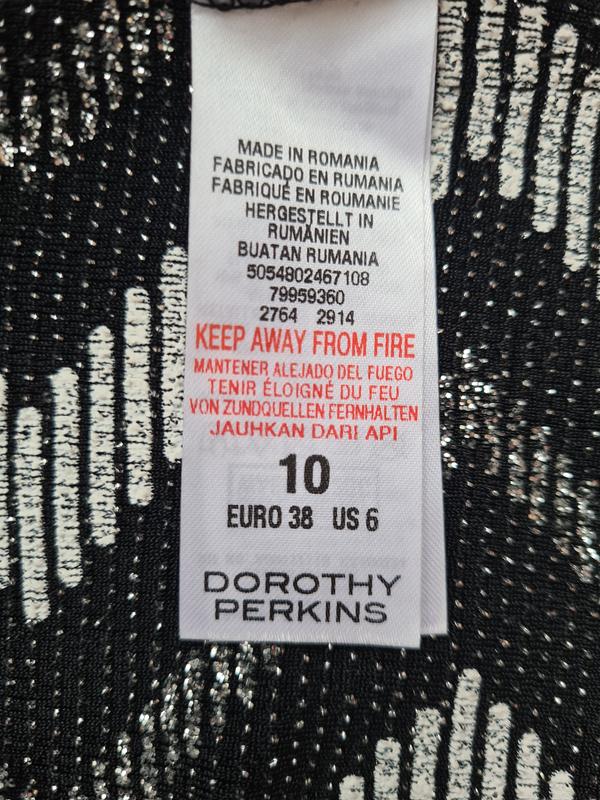 MADE IN ROMANIA
FABRICADO EN RUMANIA
FABRIQUÉ EN ROUMANIE
HERGESTELLT IN
RUMÄNIEN
BUATAN RUMANIA
5054802467108
79959360
2764 2914
KEEP AWAY FROM FIRE
MANTENER ALEJADO DEL FUEGO
TENIR ÉLOIGNÉ DU FEU
VON ZUNDQUELLEN FERNHALTEN
JAUHKAN DARI API
10
EURO 38 US 6
DOROTHY
PERKINS